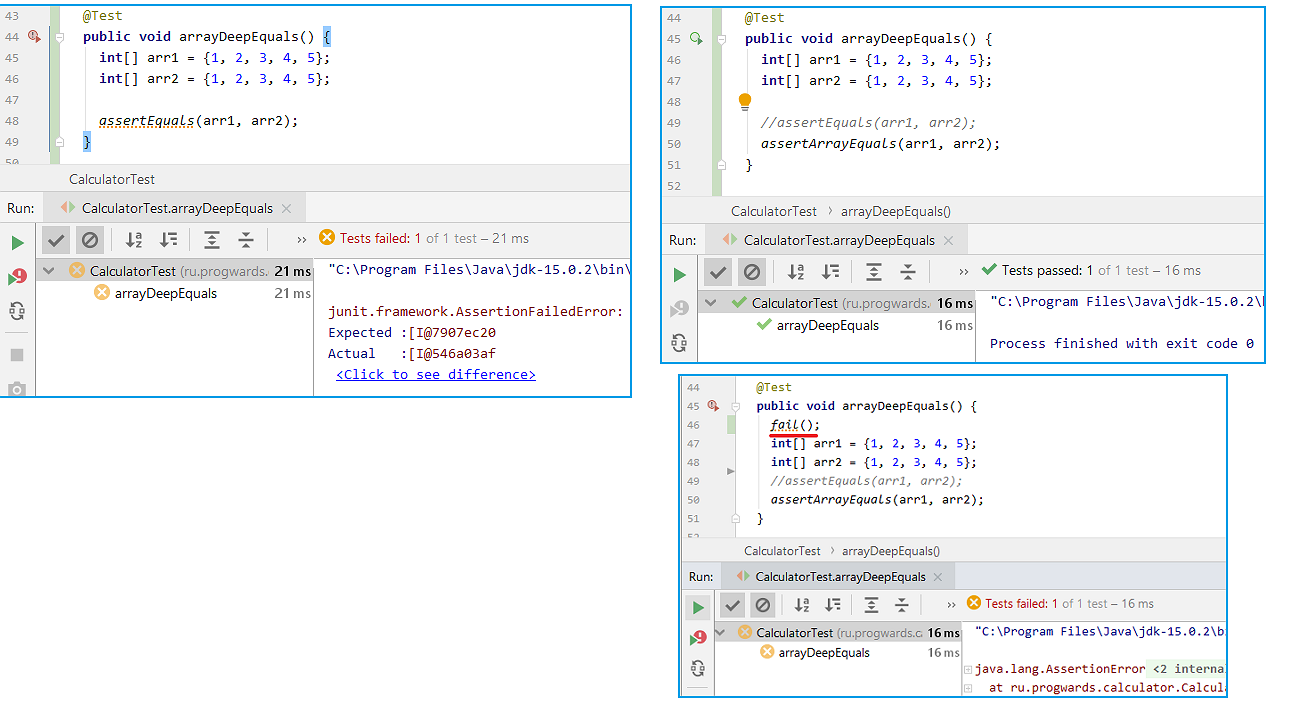 43 @Test
44 public void arrayDeepEquals() {
45 int[] arr1 = {1, 2, 3, 4, 5};
46 int[] arr2 = {1, 2, 3, 4, 5};
47
48 assertEquals(arr1, arr2);
49 }
50
CalculatorTest
Run: CalculatorTest.arrayDeepEquals
Tests failed: 1 of 1 test – 21 ms
CalculatorTest (ru.progwards. 21 ms
arrayDeepEquals 21 ms
"C:\Program Files\Java\jdk-15.0.2\bin\
junit.framework.AssertionFailedError:
Expected :[I@7907ec20
Actual :[I@546a03af
<Click to see difference>
44 @Test
45 public void arrayDeepEquals() {
46 int[] arr1 = {1, 2, 3, 4, 5};
47 int[] arr2 = {1, 2, 3, 4, 5};
48
49 //assertEquals(arr1, arr2);
50 assertArrayEquals(arr1, arr2);
51 }
52
CalculatorTest › arrayDeepEquals()
Run: CalculatorTest.arrayDeepEquals
Tests passed: 1 of 1 test – 16 ms
CalculatorTest (ru.progwards. 16 ms
arrayDeepEquals 16 ms
"C:\Program Files\Java\jdk-15.0.2\
Process finished with exit code 0
44 @Test
45 public void arrayDeepEquals() {
46 fail();
47 int[] arr1 = {1, 2, 3, 4, 5};
48 int[] arr2 = {1, 2, 3, 4, 5};
49 //assertEquals(arr1, arr2);
50 assertArrayEquals(arr1, arr2);
51 }
52
CalculatorTest › arrayDeepEquals()
Run: CalculatorTest.arrayDeepEquals
Tests failed: 1 of 1 test – 16 ms
CalculatorTest (ru.progwards.c 16 ms
arrayDeepEquals 16 ms
"C:\Program Files\Java\jdk-15.0.2\b
java.lang.AssertionError <2 interna
at ru.progwards.calculator.Calcul